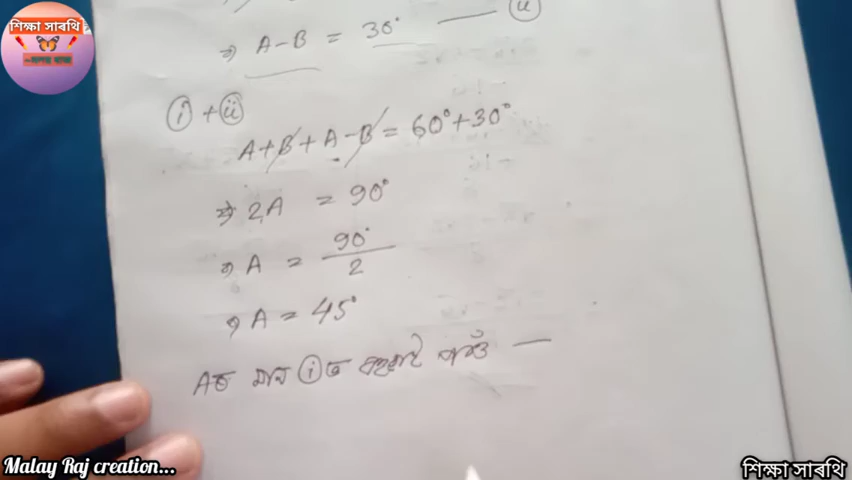 শিক্ষা সাৰথি
⇒ A-B = 30° — ii
i + ii
A+B+A-B = 60°+30°
⇒ 2A = 90°
⇒ A = 90°/2
⇒ A = 45°
Aৰ মান i ত বহুৱাই পাওঁ —
Malay Raj creation...
শিক্ষা সাৰথি